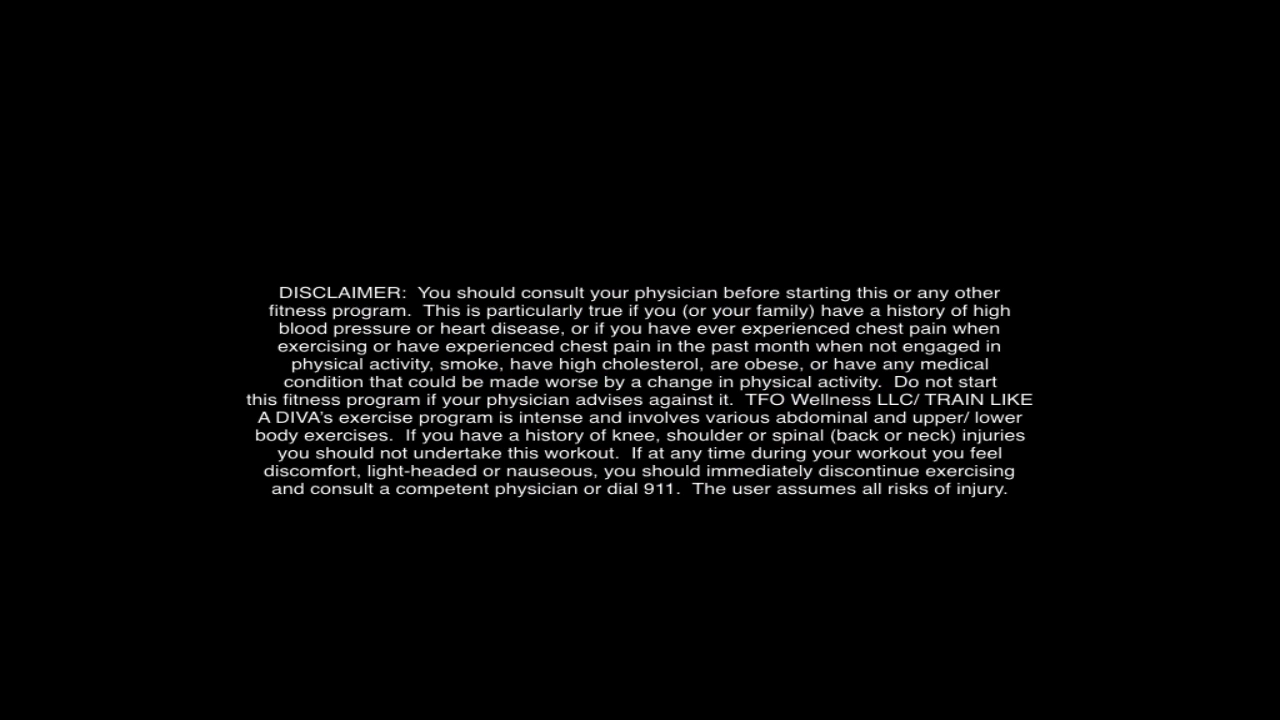 DISCLAIMER:  You should consult your physician before starting this or any other
fitness program.  This is particularly true if you (or your family) have a history of high
blood pressure or heart disease, or if you have ever experienced chest pain when
exercising or have experienced chest pain in the past month when not engaged in
physical activity, smoke, have high cholesterol, are obese, or have any medical
condition that could be made worse by a change in physical activity.  Do not start
this fitness program if your physician advises against it.  TFO Wellness LLC/ TRAIN LIKE
A DIVA's exercise program is intense and involves various abdominal and upper/ lower
body exercises.  If you have a history of knee, shoulder or spinal (back or neck) injuries
you should not undertake this workout.  If at any time during your workout you feel
discomfort, light-headed or nauseous, you should immediately discontinue exercising
and consult a competent physician or dial 911.  The user assumes all risks of injury.